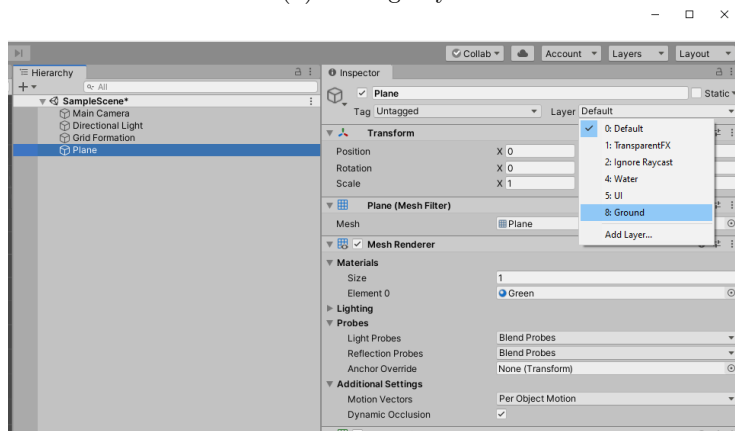 Collab Account Layers Layout
Hierarchy
All
SampleScene*
Main Camera
Directional Light
Grid Formation
Plane
Inspector
Plane Static
Tag Untagged Layer Default
0: Default
1: TransparentFX
2: Ignore Raycast
4: Water
5: UI
8: Ground
Add Layer...
Transform
Position X 0
Rotation X 0
Scale X 1
Plane (Mesh Filter)
Mesh Plane
Mesh Renderer
Materials
Size 1
Element 0 Green
Lighting
Probes
Light Probes Blend Probes
Reflection Probes Blend Probes
Anchor Override None (Transform)
Additional Settings
Motion Vectors Per Object Motion
Dynamic Occlusion